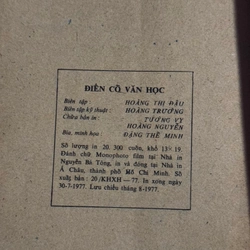 ĐIỂN CỐ VĂN HỌC
Biên tập : HOÀNG THỊ ĐẬU
Biên tập kỹ thuật : HOÀNG TRƯỜNG
Chữa bản in : TƯỜNG VY
HOÀNG NGUYÊN
Bìa, minh họa : ĐẶNG THẾ MINH
Số lượng in 20. 300 cuốn, khổ 13×19.
Đánh chữ Monophoto film tại Nhà in
Nguyễn Bá Tòng, in và đóng tại Nhà in
Á Châu, thành phố Hồ Chí Minh. Số
xuất bản : 20/KHXH — 77. In xong ngày
30-7-1977. Lưu chiểu tháng 8-1977.